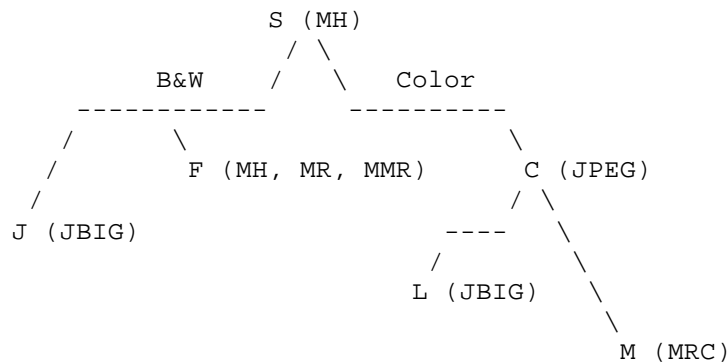 S (MH)
B&W Color
F (MH, MR, MMR) C (JPEG)
J (JBIG)
L (JBIG)
M (MRC)